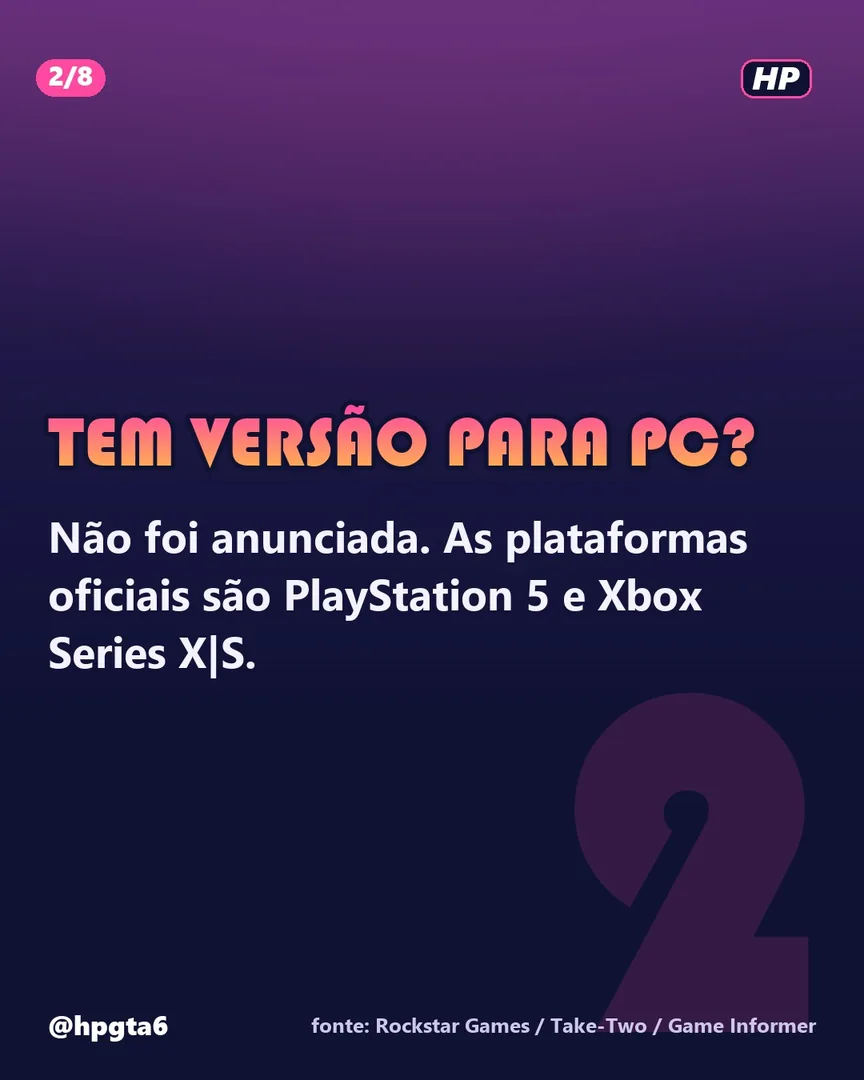 2/8
HP
TEM VERSÃO PARA PC?
Não foi anunciada. As plataformas
oficiais são PlayStation 5 e Xbox
Series X|S.
2
@hpgta6
fonte: Rockstar Games / Take-Two / Game Informer